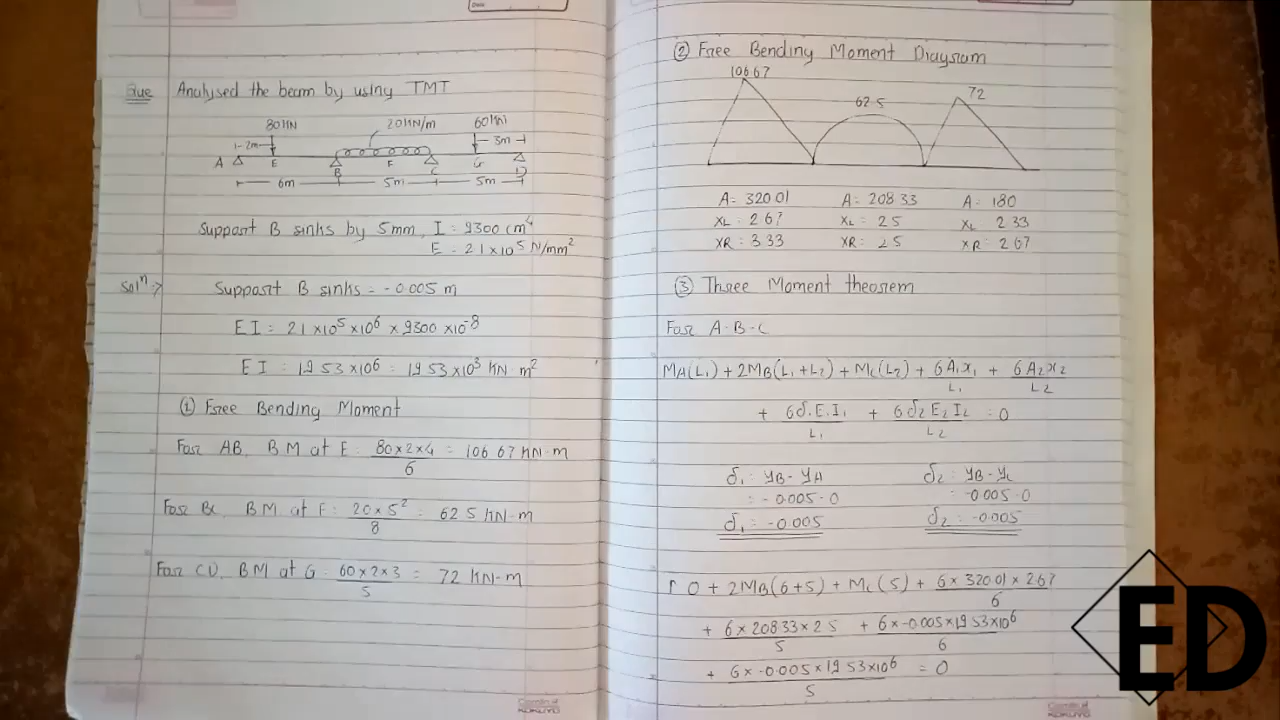 Que Analysed the beam by using TMT
80KN 20KN/m 60KN
2m 3m
A E B F C G D
6m 5m 5m
Support B sinks by 5mm, I = 9300 cm⁴
E = 2.1×10⁵ N/mm²
Solⁿ ⇒ Support B sinks = -0.005 m
EI = 2.1×10⁵ ×10⁶ × 9300 ×10⁻⁸
EI = 19.53×10⁶ = 19.53×10³ KN-m²
① Free Bending Moment
For AB, BM at E = 80×2×4/6 = 106.67 KN-m
For BC, BM at F = 20×5²/8 = 62.5 KN-m
For CD, BM at G = 60×2×3/5 = 72 KN-m
② Free Bending Moment Diagram
106.67 62.5 72
A = 320.01 A = 208.33 A = 180
XL = 2.67 XL = 2.5 XL = 2.33
XR = 3.33 XR = 2.5 XR = 2.67
③ Three Moment theorem
For A-B-C
MA(L₁) + 2MB(L₁+L₂) + MC(L₂) + 6A₁x₁/L₁ + 6A₂x₂/L₂
+ 6δ₁E₁I₁/L₁ + 6δ₂E₂I₂/L₂ = 0
δ₁ = yB - yA δ₂ = yB - yC
= -0.005-0 = -0.005-0
δ₁ = -0.005 δ₂ = -0.005
0 + 2MB(6+5) + MC(5) + 6×320.01×2.67/6
+ 6×208.33×2.5/5 + 6×-0.005×19.53×10⁶/6
+ 6×-0.005×19.53×10⁶/5 = 0
ED